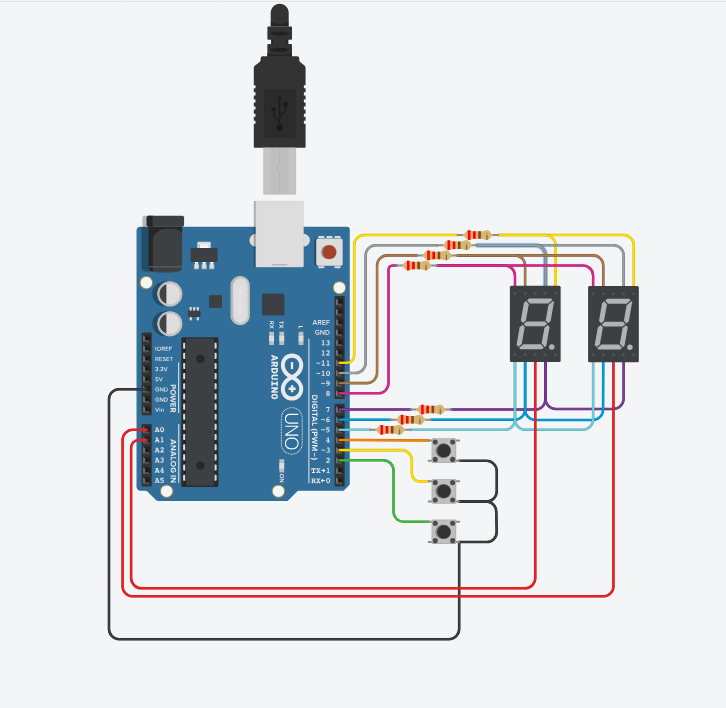 AREF
GND
13
12
~11
~10
~9
8
7
~6
~5
4
~3
2
TX→1
RX←0
IOREF
RESET
3.3V
5V
GND
GND
Vin
A0
A1
A2
A3
A4
A5
POWER
ANALOG IN
RX
TX
L
ARDUINO
UNO
DIGITAL (PWM~)
ON